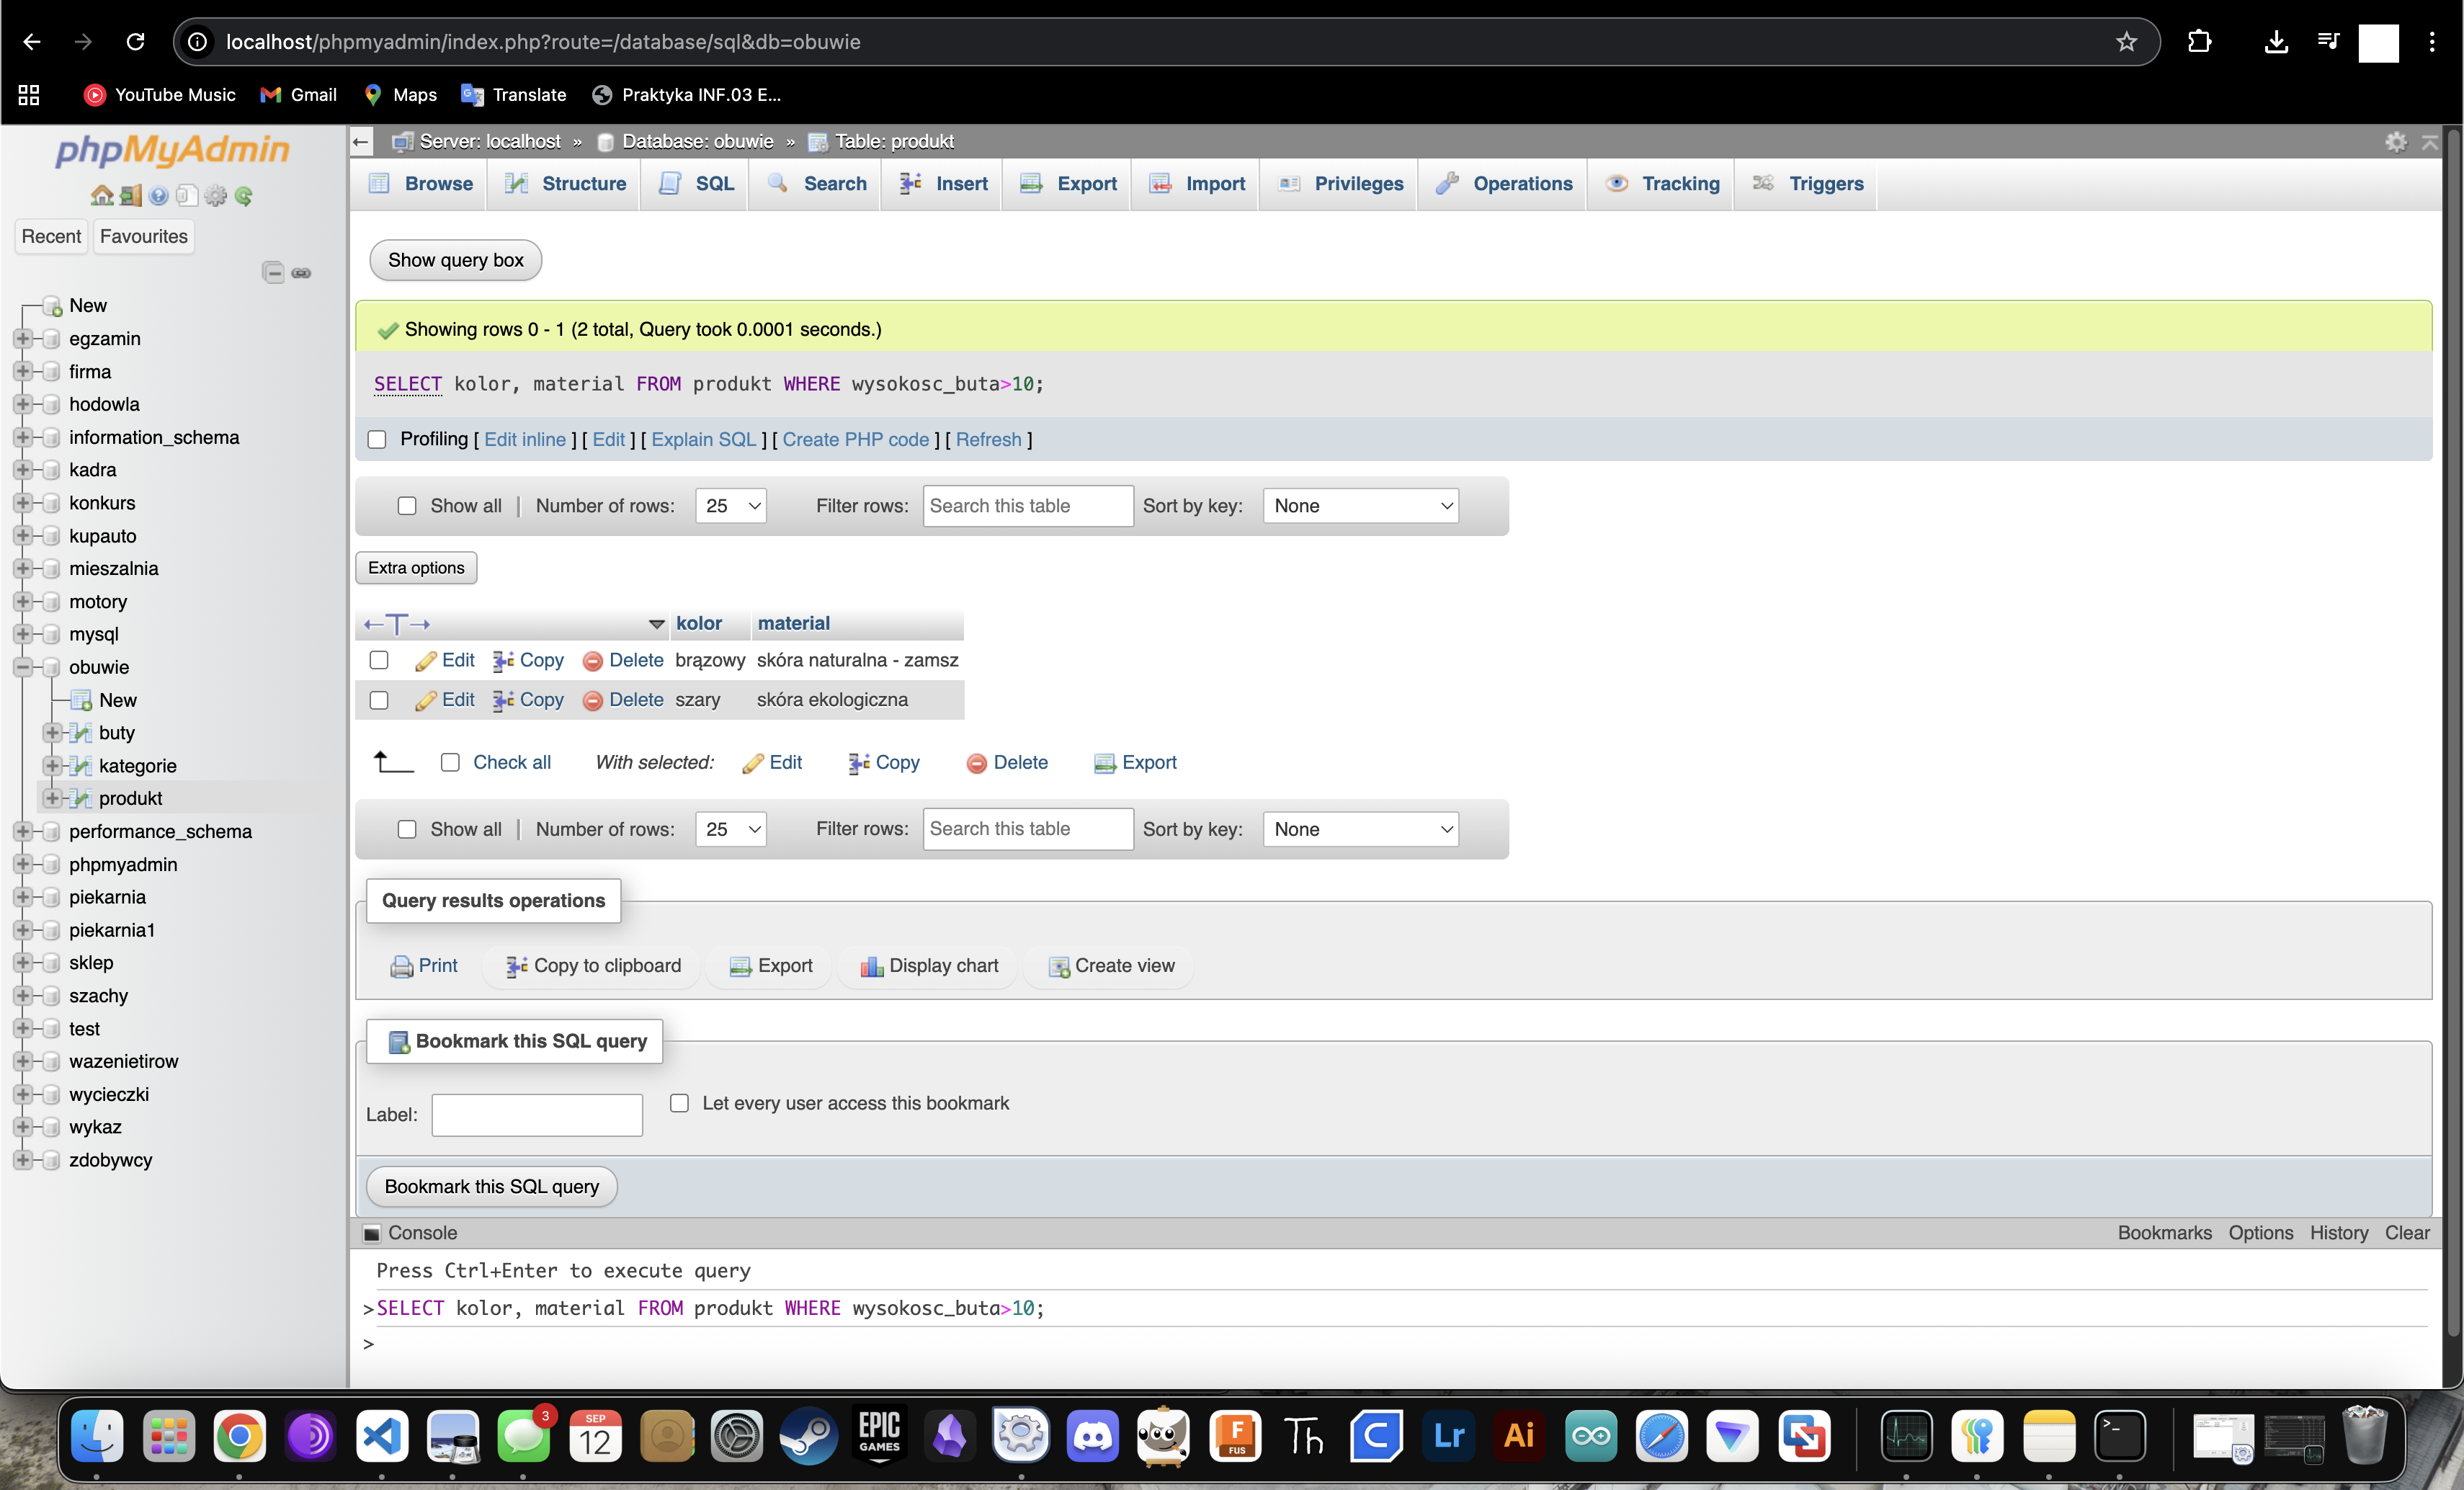 localhost/phpmyadmin/index.php?route=/database/sql&db=obuwie
YouTube Music Gmail Maps Translate Praktyka INF.03 E...
phpMyAdmin
Recent Favourites
New
egzamin
firma
hodowla
information_schema
kadra
konkurs
kupauto
mieszalnia
motory
mysql
obuwie
New
buty
kategorie
produkt
performance_schema
phpmyadmin
piekarnia
piekarnia1
sklep
szachy
test
wazenietirow
wycieczki
wykaz
zdobywcy
Server: localhost » Database: obuwie » Table: produkt
Browse Structure SQL Search Insert Export Import Privileges Operations Tracking Triggers
Show query box
Showing rows 0 - 1 (2 total, Query took 0.0001 seconds.)
SELECT kolor, material FROM produkt WHERE wysokosc_buta>10;
Profiling [ Edit inline ] [ Edit ] [ Explain SQL ] [ Create PHP code ] [ Refresh ]
Show all | Number of rows: 25 Filter rows: Search this table Sort by key: None
Extra options
←T→ kolor material
Edit Copy Delete brązowy skóra naturalna - zamsz
Edit Copy Delete szary skóra ekologiczna
Check all With selected: Edit Copy Delete Export
Show all | Number of rows: 25 Filter rows: Search this table Sort by key: None
Query results operations
Print Copy to clipboard Export Display chart Create view
Bookmark this SQL query
Label: Let every user access this bookmark
Bookmark this SQL query
Console Bookmarks Options History Clear
Press Ctrl+Enter to execute query
>SELECT kolor, material FROM produkt WHERE wysokosc_buta>10;
>
3
SEP
12
EPIC
GAMES
F
FUS
Th
C
Lr
Ai
>_